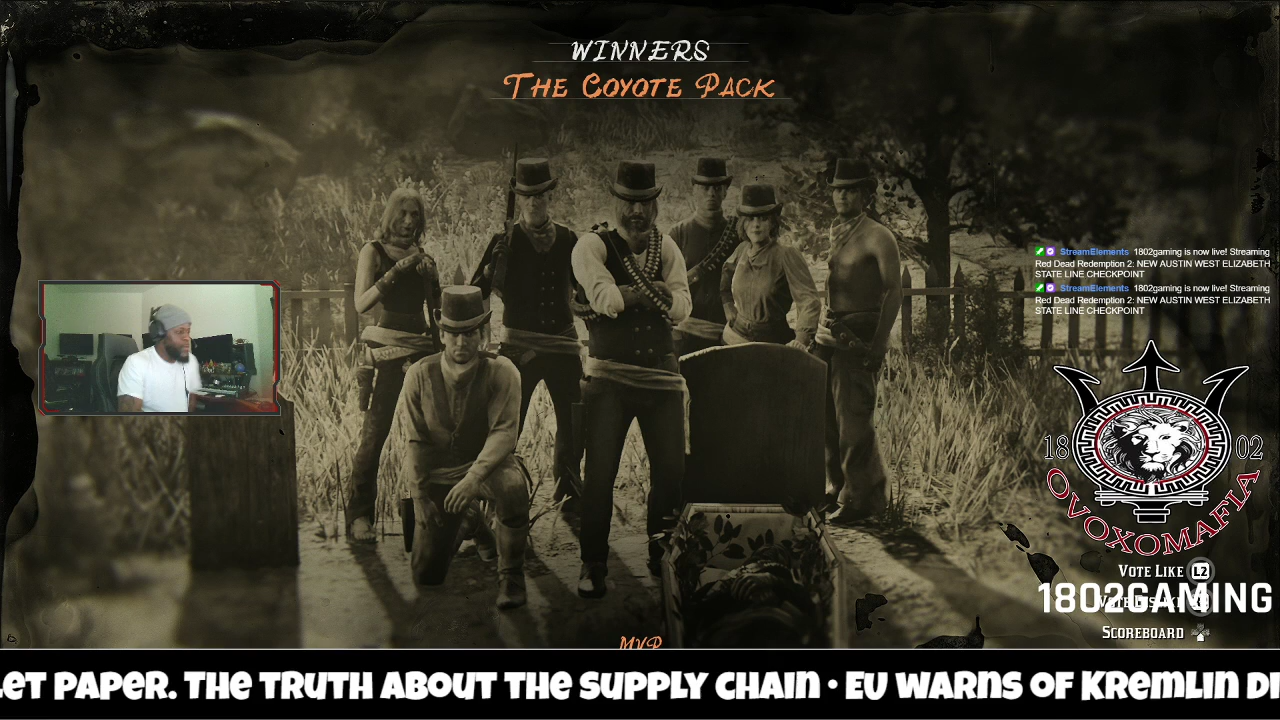 WINNERS
THE COYOTE PACK
StreamElements 1802gaming is now live! Streaming
Red Dead Redemption 2: NEW AUSTIN WEST ELIZABETH
STATE LINE CHECKPOINT
StreamElements 1802gaming is now live! Streaming
Red Dead Redemption 2: NEW AUSTIN WEST ELIZABETH
STATE LINE CHECKPOINT
18 02
OVOXOMAFIA
VOTE LIKE L2
1802GAMING
SCOREBOARD
MVP
LET PAPER. THE TRUTH ABOUT THE SUPPLY CHAIN • EU WARNS OF KREMLIN DI